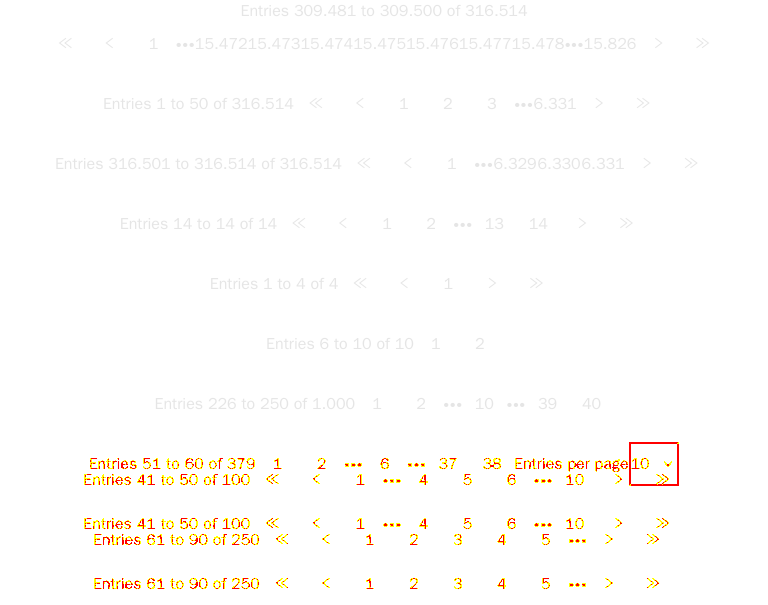 Entries 309.481 to 309.500 of 316.514
≪ < 1 •••15.47215.47315.47415.47515.47615.47715.478•••15.826 > ≫
Entries 1 to 50 of 316.514 ≪ < 1 2 3 •••6.331 > ≫
Entries 316.501 to 316.514 of 316.514 ≪ < 1 •••6.3296.3306.331 > ≫
Entries 14 to 14 of 14 ≪ < 1 2 ••• 13 14 > ≫
Entries 1 to 4 of 4 ≪ < 1 > ≫
Entries 6 to 10 of 10 1 2
Entries 226 to 250 of 1.000 1 2 ••• 10 ••• 39 40
Entries 51 to 60 of 379 1 2 ••• 6 ••• 37 38 Entries per page 10
Entries 41 to 50 of 100 ≪ < 1 ••• 4 5 6 ••• 10 > ≫
Entries 41 to 50 of 100 ≪ < 1 ••• 4 5 6 ••• 10 > ≫
Entries 61 to 90 of 250 ≪ < 1 2 3 4 5 ••• > ≫
Entries 61 to 90 of 250 ≪ < 1 2 3 4 5 ••• > ≫